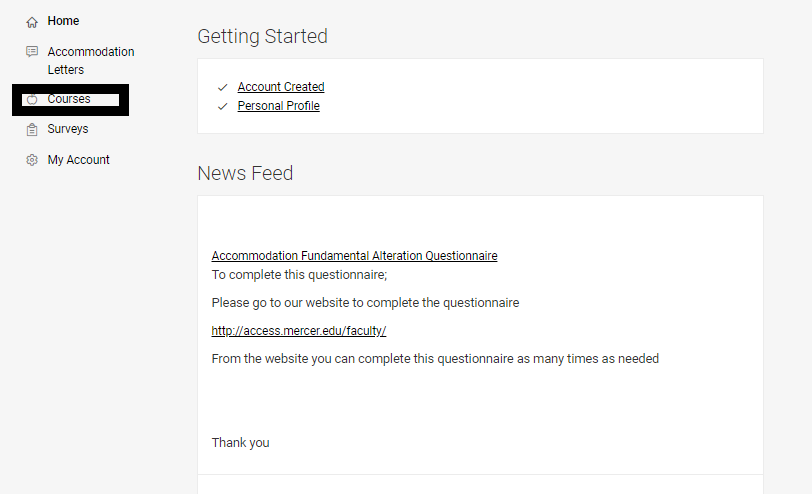 Home
Accommodation
Letters
Courses
Surveys
My Account
Getting Started
Account Created
Personal Profile
News Feed
Accommodation Fundamental Alteration Questionnaire
To complete this questionnaire;
Please go to our website to complete the questionnaire
http://access.mercer.edu/faculty/
From the website you can complete this questionnaire as many times as needed
Thank you